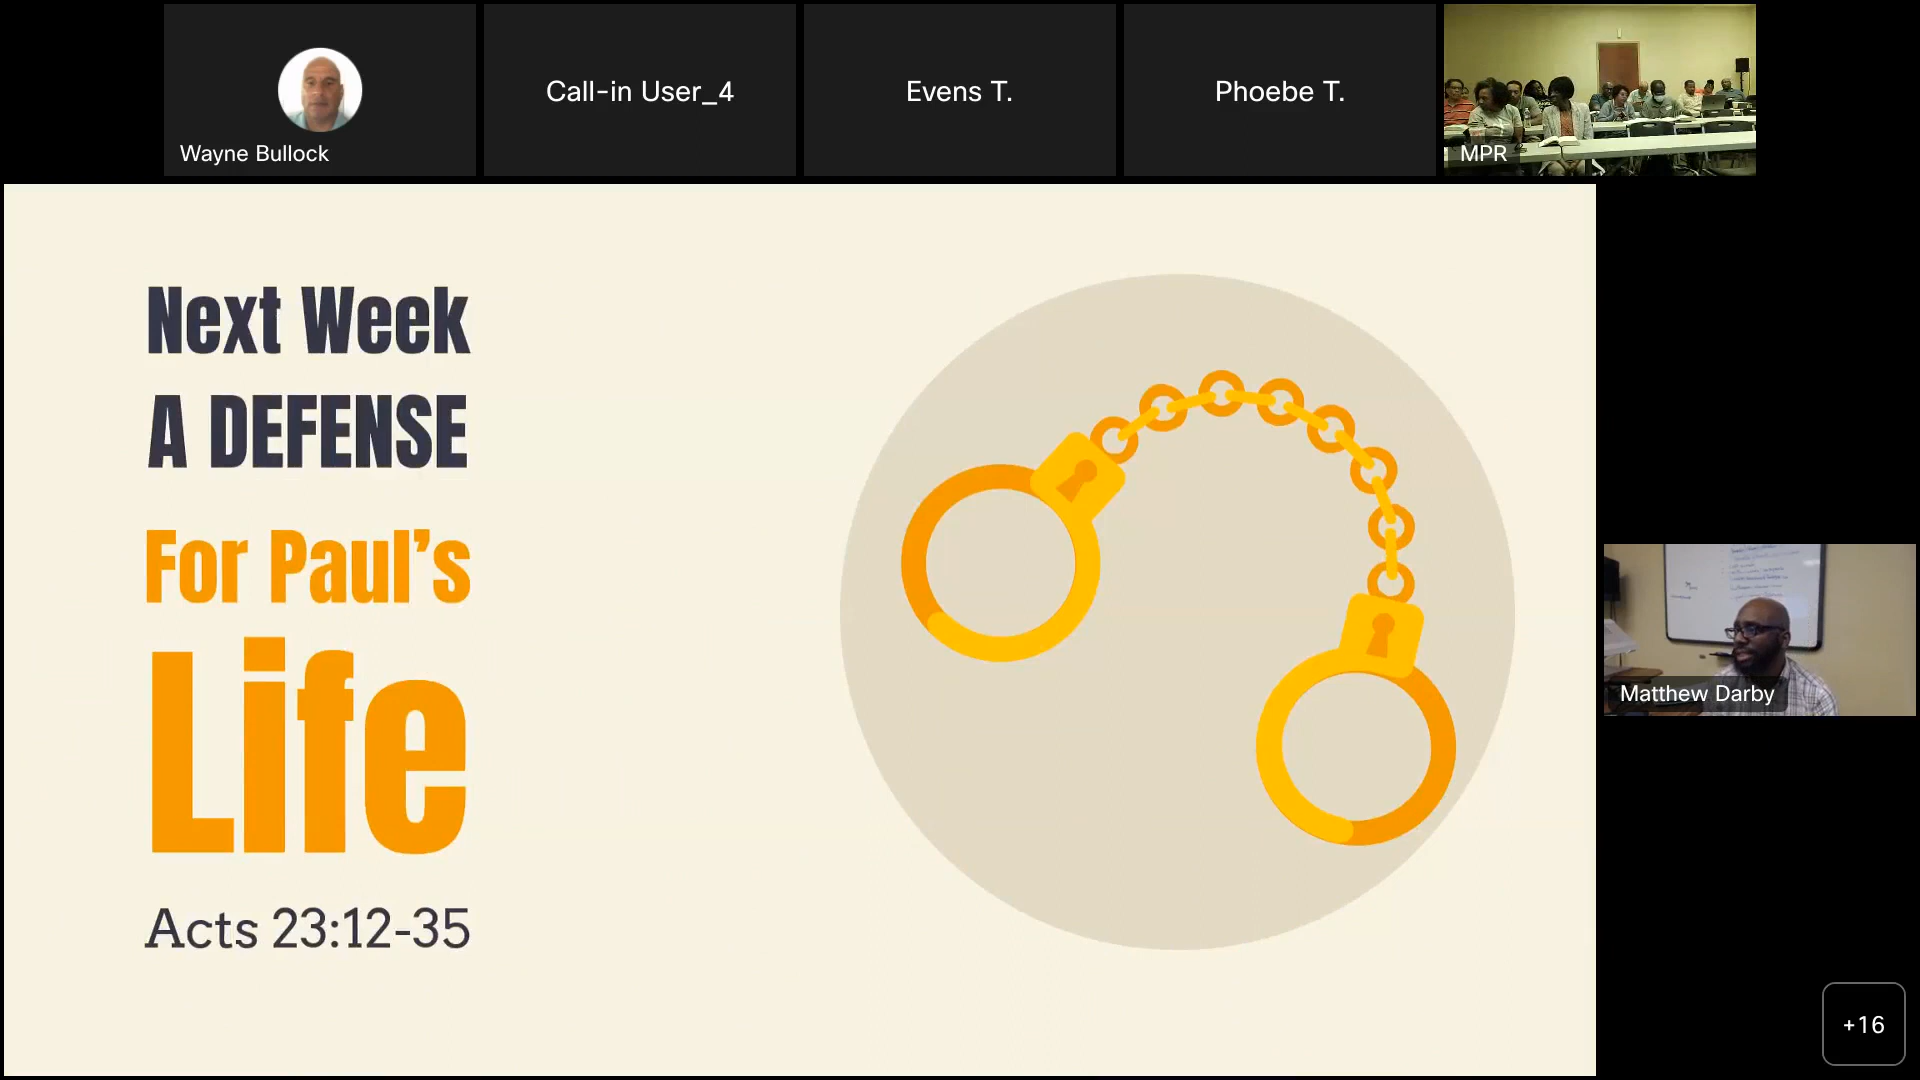 Wayne Bullock
Call-in User_4
Evens T.
Phoebe T.
MPR
Next Week
A DEFENSE
For Paul’s
Life
Acts 23:12-35
Matthew Darby
+16